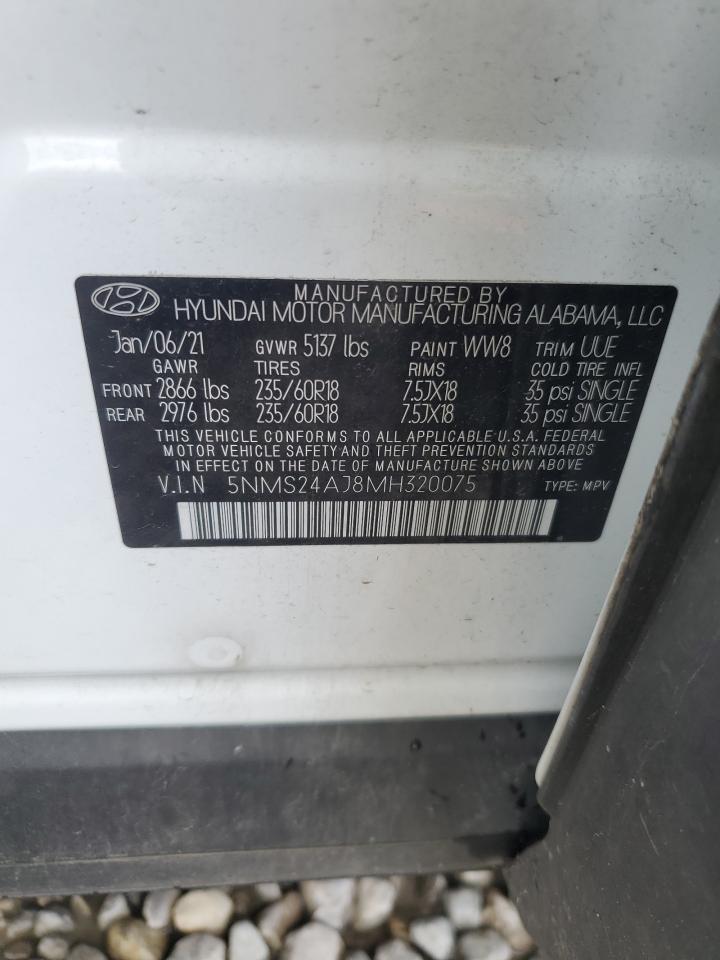 MANUFACTURED BY
HYUNDAI MOTOR MANUFACTURING ALABAMA, LLC
Jan/06/21 GVWR 5137 lbs PAINT WW8 TRIM UUE
GAWR TIRES RIMS COLD TIRE INFL
FRONT 2866 lbs 235/60R18 7.5JX18 35 psi SINGLE
REAR 2976 lbs 235/60R18 7.5JX18 35 psi SINGLE
THIS VEHICLE CONFORMS TO ALL APPLICABLE U.S.A. FEDERAL
MOTOR VEHICLE SAFETY AND THEFT PREVENTION STANDARDS
IN EFFECT ON THE DATE OF MANUFACTURE SHOWN ABOVE.
V.I.N 5NMS24AJ8MH320075 TYPE: MPV